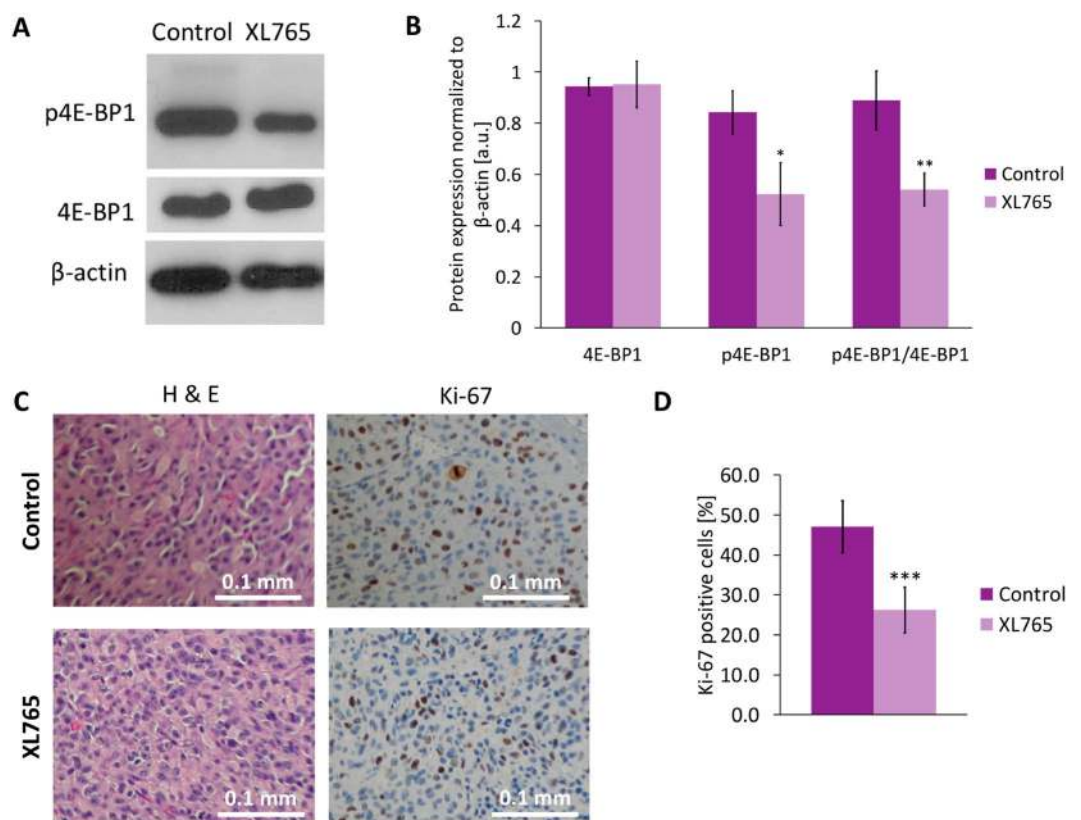 A
Control XL765
p4E-BP1
4E-BP1
β-actin
B
Protein expression normalized to
β-actin [a.u.]
1.2
1
0.8
0.6
0.4
0.2
0
*
**
4E-BP1
p4E-BP1
p4E-BP1/4E-BP1
Control
XL765
C
H & E
Ki-67
Control
0.1 mm
0.1 mm
XL765
0.1 mm
0.1 mm
D
Ki-67 positive cells [%]
60.0
50.0
40.0
30.0
20.0
10.0
0.0
***
Control
XL765